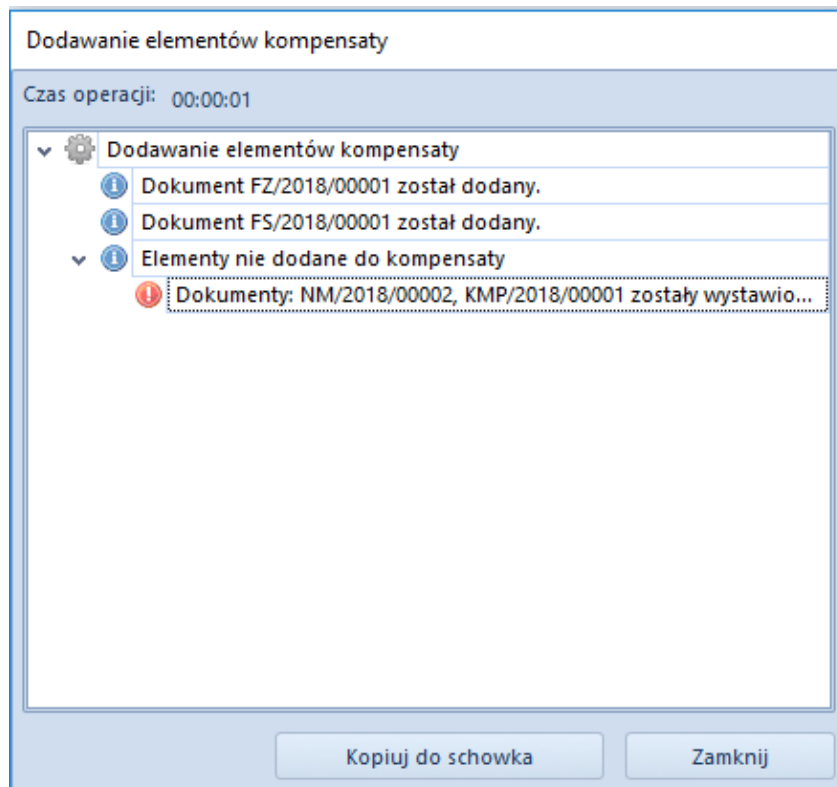 Dodawanie elementów kompensaty
Czas operacji: 00:00:01
Dodawanie elementów kompensaty
Dokument FZ/2018/00001 został dodany.
Dokument FS/2018/00001 został dodany.
Elementy nie dodane do kompensaty
Dokumenty: NM/2018/00002, KMP/2018/00001 zostały wystawio...
Kopiuj do schowka
Zamknij